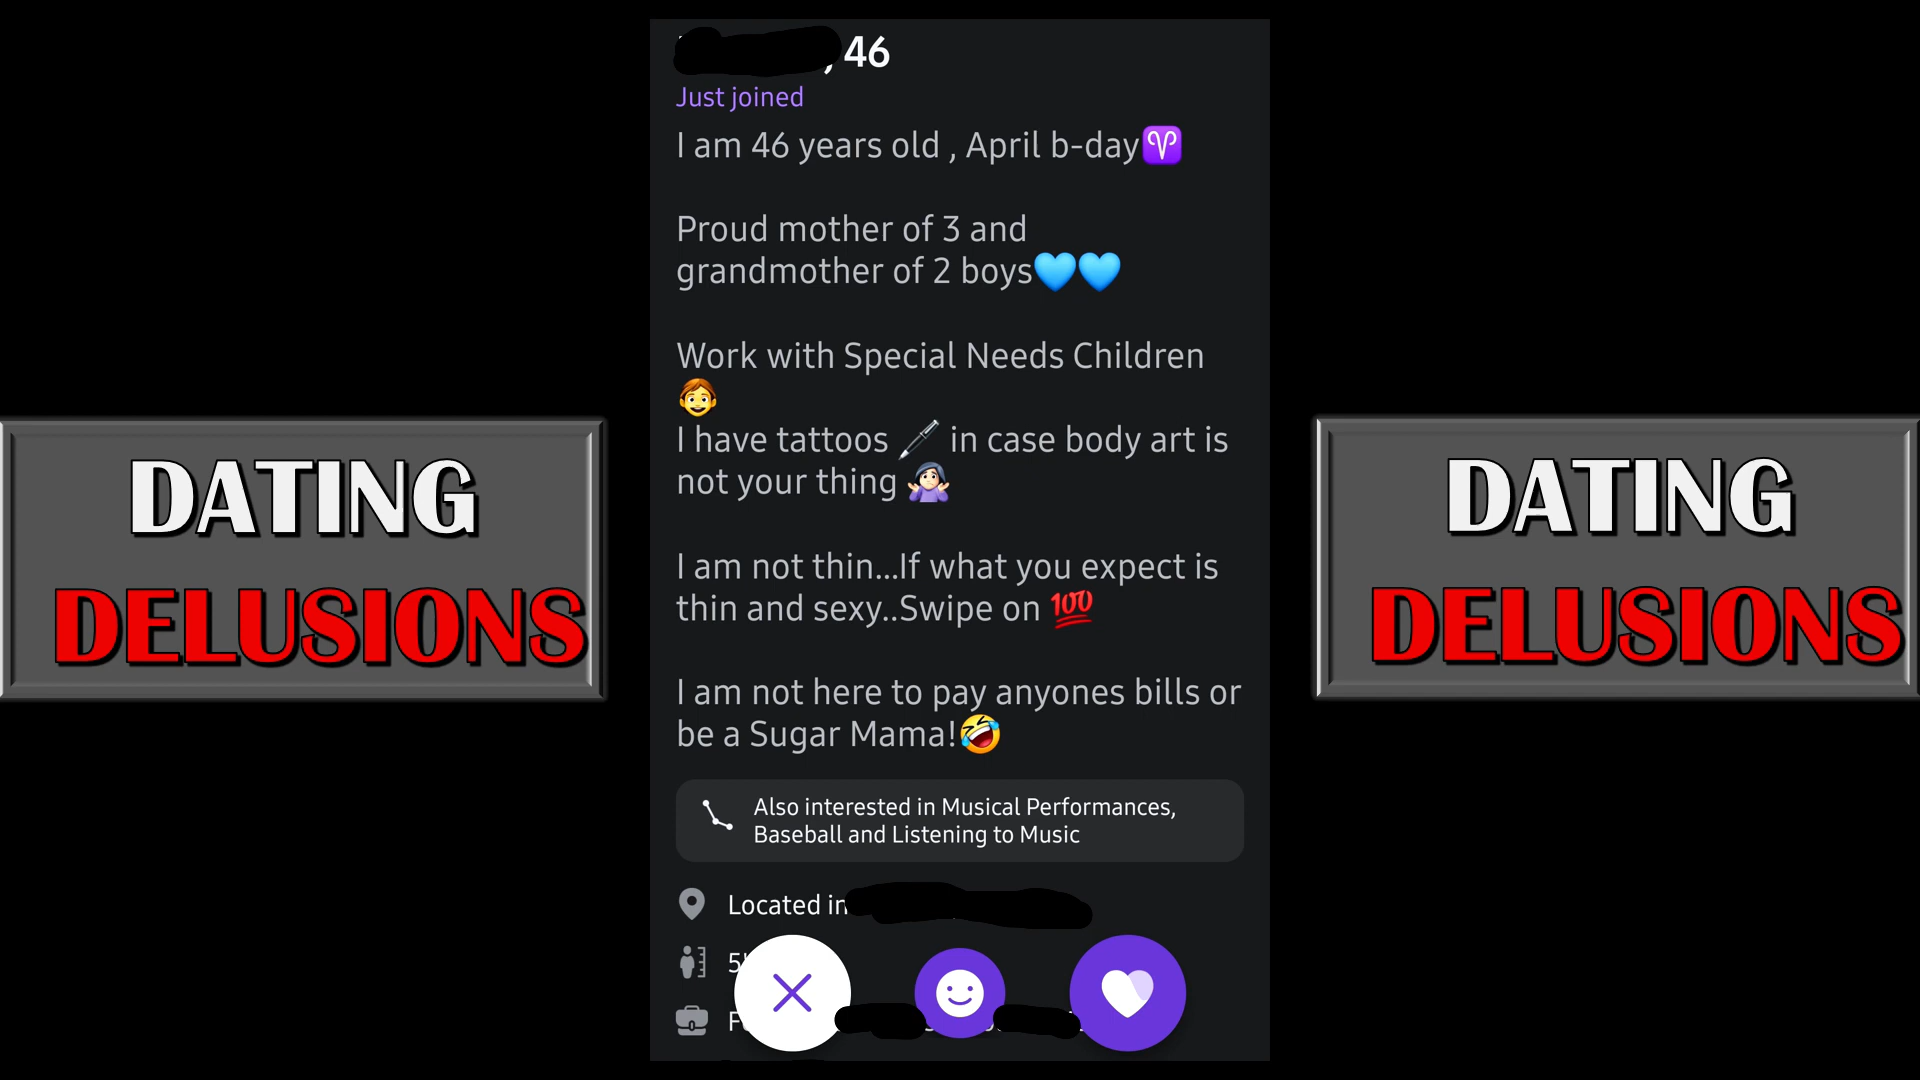 , 46
Just joined
I am 46 years old , April b-day♈
Proud mother of 3 and
grandmother of 2 boys💙💙
Work with Special Needs Children
🧒
I have tattoos 🖋️ in case body art is
not your thing 🤷🏻‍♀️
I am not thin...If what you expect is
thin and sexy..Swipe on 💯
I am not here to pay anyones bills or
be a Sugar Mama!🤣
Also interested in Musical Performances,
Baseball and Listening to Music
Located in
DATING
DELUSIONS
DATING
DELUSIONS